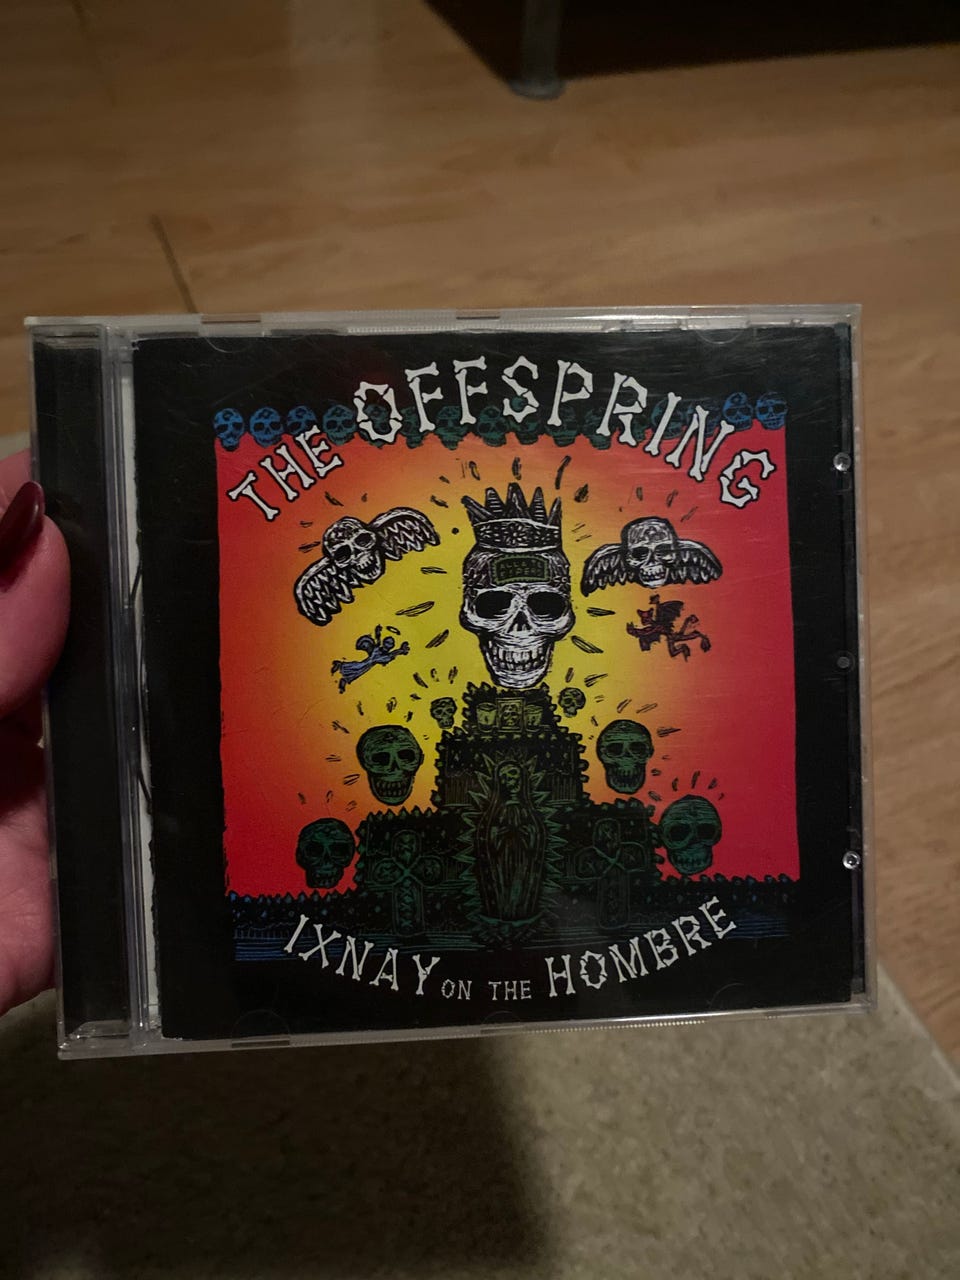 THE OFFSPRING
IXNAY ON THE HOMBRE